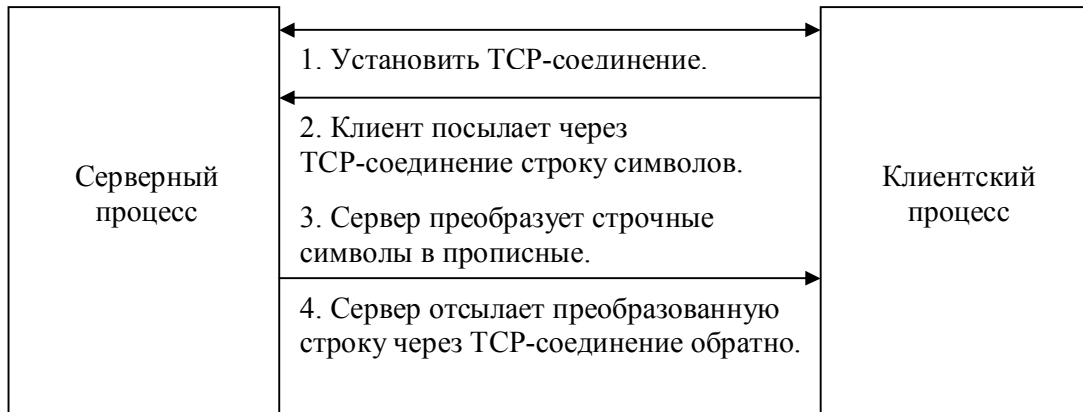 1. Установить TCP-соединение.
2. Клиент посылает через
TCP-соединение строку символов.
Серверный
процесс
Клиентский
процесс
3. Сервер преобразует строчные
символы в прописные.
4. Сервер отсылает преобразованную
строку через TCP-соединение обратно.